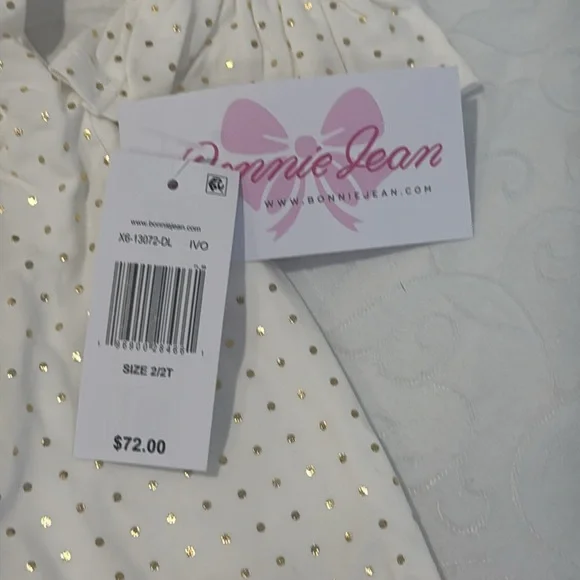 Bonnie Jean
WWW.BONNIEJEAN.COM
www.bonniejean.com
X6-13072-DL IVO
SIZE 2/2T
$72.00